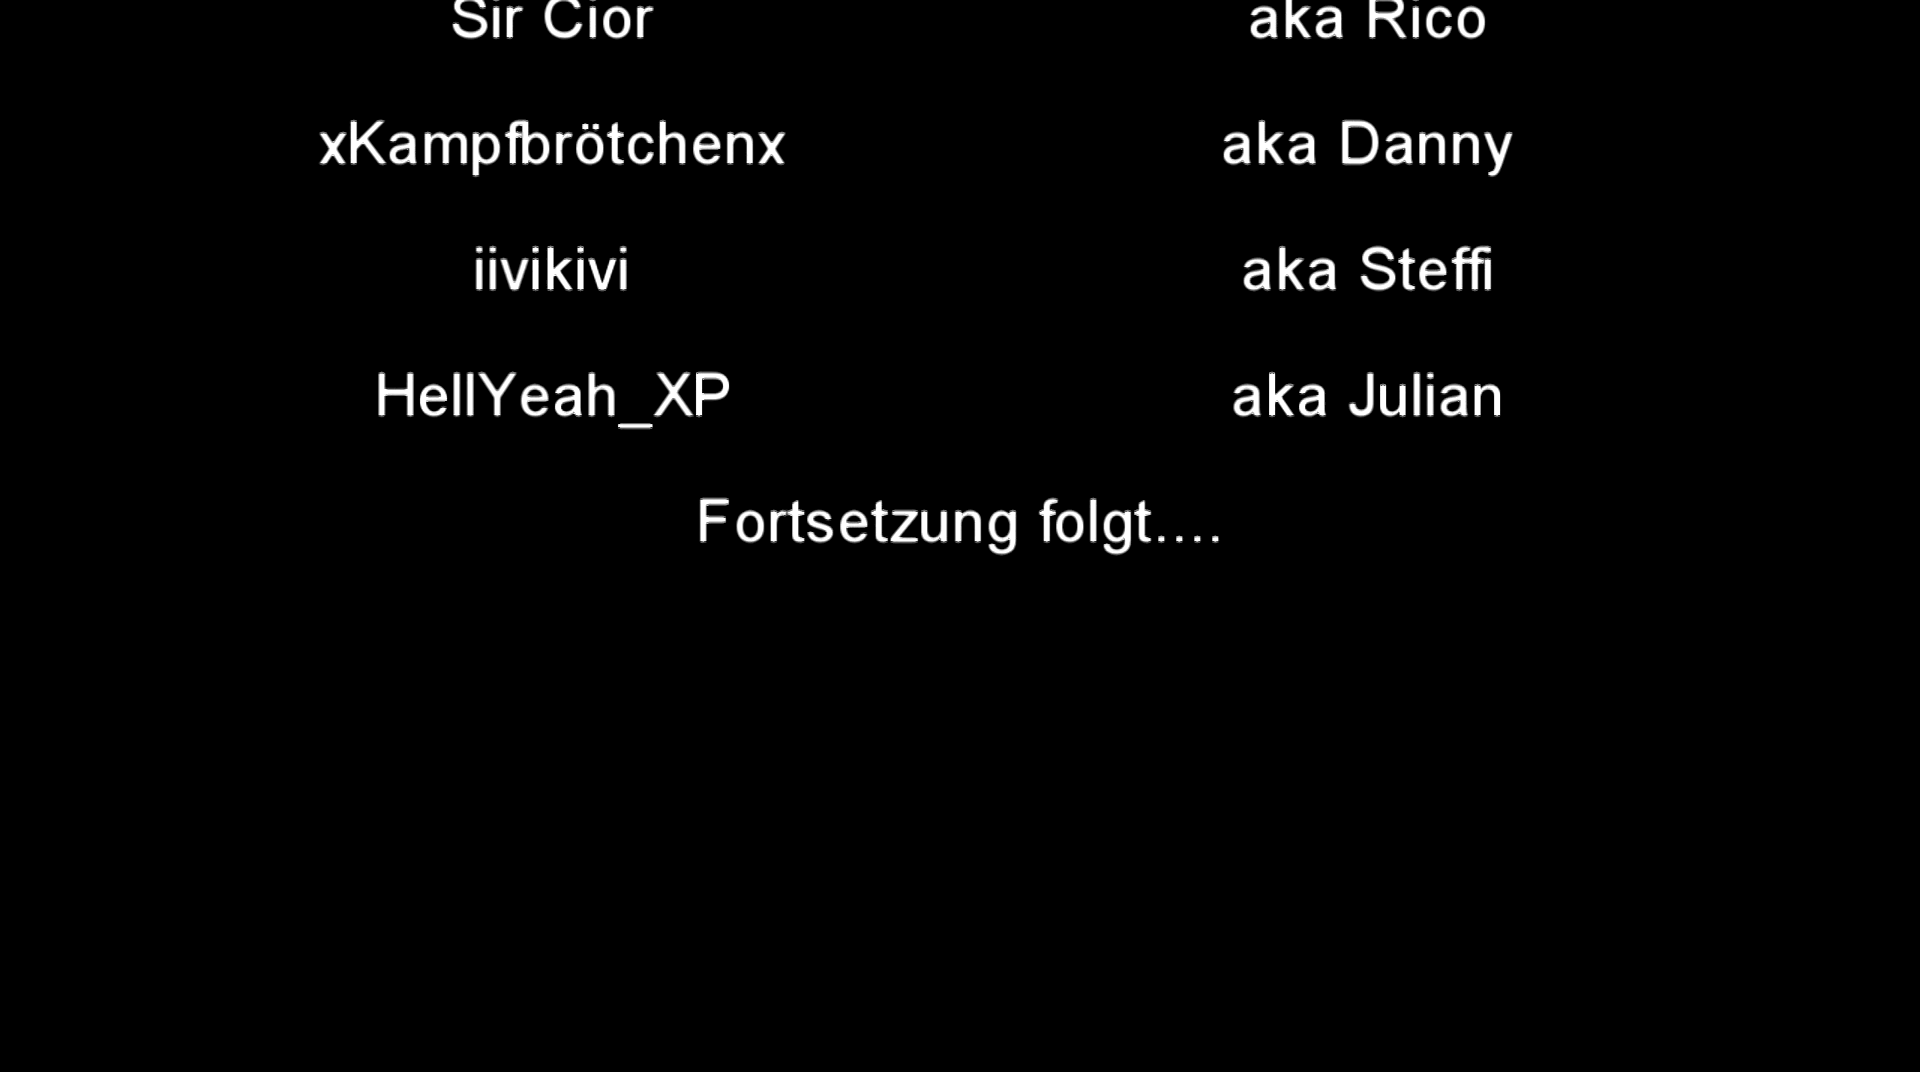 Sir Cior aka Rico
xKampfbrötchenx aka Danny
iivikivi aka Steffi
HellYeah_XP aka Julian
Fortsetzung folgt....